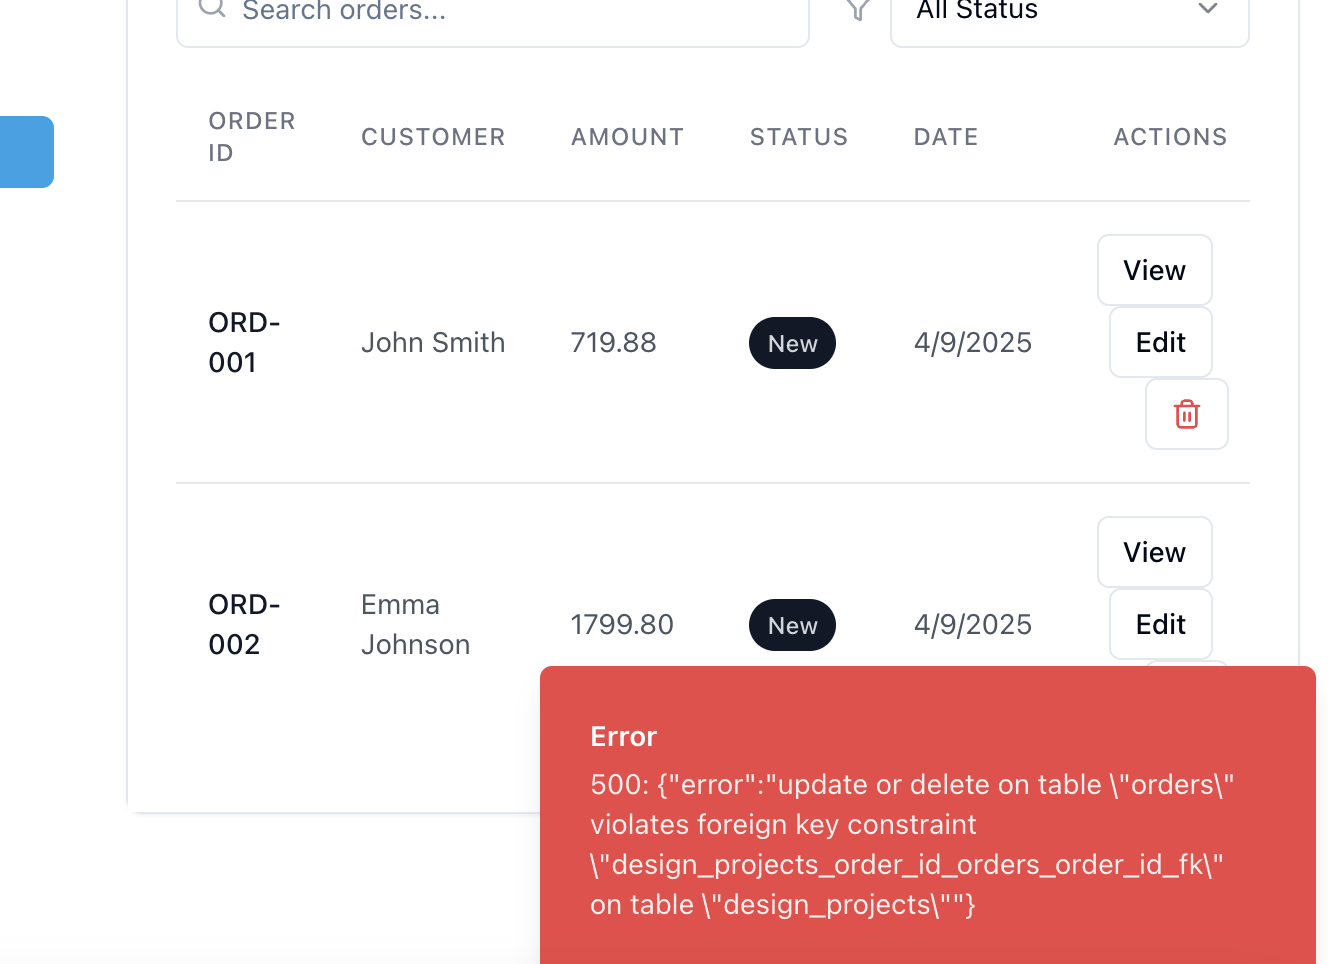 Search orders...
All Status
ORDER
ID
CUSTOMER
AMOUNT
STATUS
DATE
ACTIONS
View
ORD-
001
John Smith
719.88
New
4/9/2025
Edit
View
ORD-
002
Emma
Johnson
1799.80
New
4/9/2025
Edit
Error
500: {"error":"update or delete on table \"orders\"
violates foreign key constraint
\"design_projects_order_id_orders_order_id_fk\"
on table \"design_projects\""}